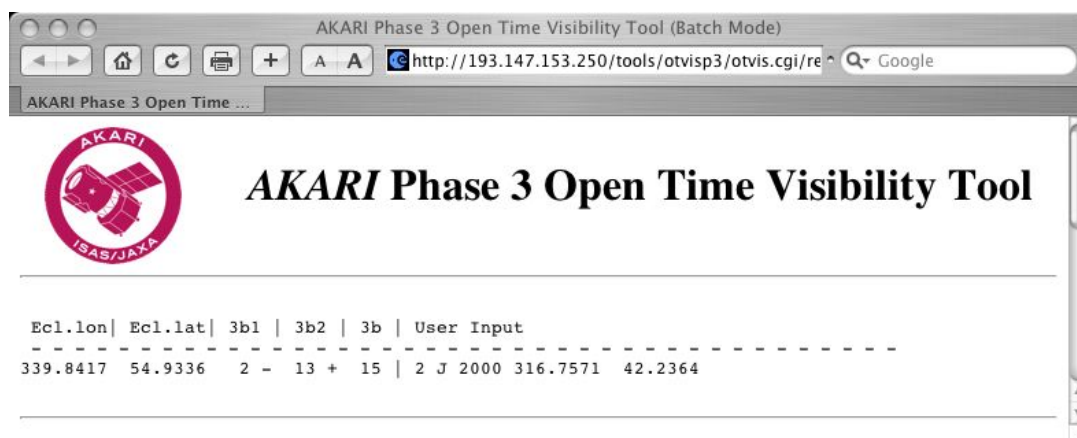 AKARI Phase 3 Open Time Visibility Tool (Batch Mode)
A A http://193.147.153.250/tools/otvisp3/otvis.cgi/re Google
AKARI Phase 3 Open Time ...
AKARI
ISAS/JAXA
AKARI Phase 3 Open Time Visibility Tool
Ecl.lon| Ecl.lat| 3b1 | 3b2 | 3b | User Input
- - - - - - - - - - - - - - - - - - - - - - - - - - - - - - - - - - - - - - - -
339.8417 54.9336 2 - 13 + 15 | 2 J 2000 316.7571 42.2364